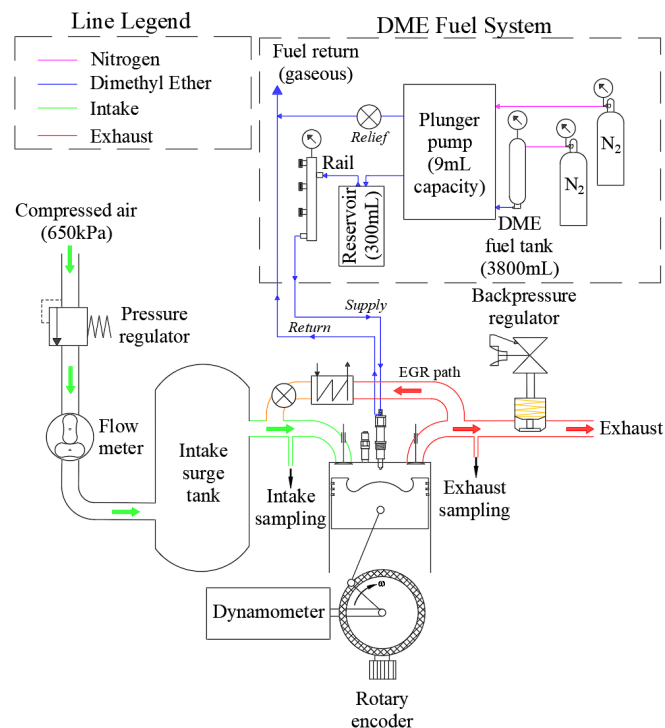 Line Legend
Nitrogen
Dimethyl Ether
Intake
Exhaust
DME Fuel System
Fuel return
(gaseous)
Relief
Plunger
pump
(9mL
capacity)
N2
N2
Rail
Reservoir
(300mL)
DME
fuel tank
(3800mL)
Compressed air
(650kPa)
Pressure
regulator
Supply
Return
Backpressure
regulator
EGR path
Flow
meter
Intake
surge
tank
Exhaust
Intake
sampling
Exhaust
sampling
ω
Dynamometer
Rotary
encoder